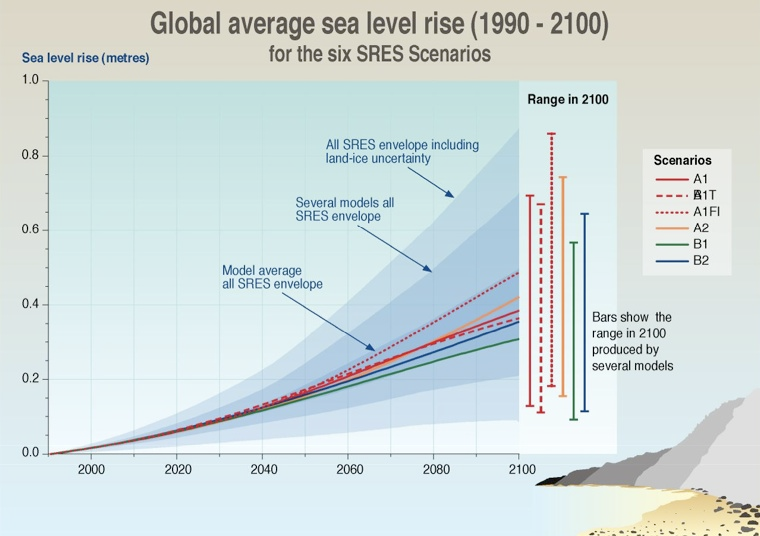 Global average sea level rise (1990 - 2100)
for the six SRES Scenarios
Sea level rise (metres)
1.0
0.8
0.6
0.4
0.2
0.0
2000
2020
2040
2060
2080
2100
All SRES envelope including
land-ice uncertainty
Several models all
SRES envelope
Model average
all SRES envelope
Range in 2100
Bars show the
range in 2100
produced by
several models
Scenarios
A1
A1T
A1FI
A2
B1
B2